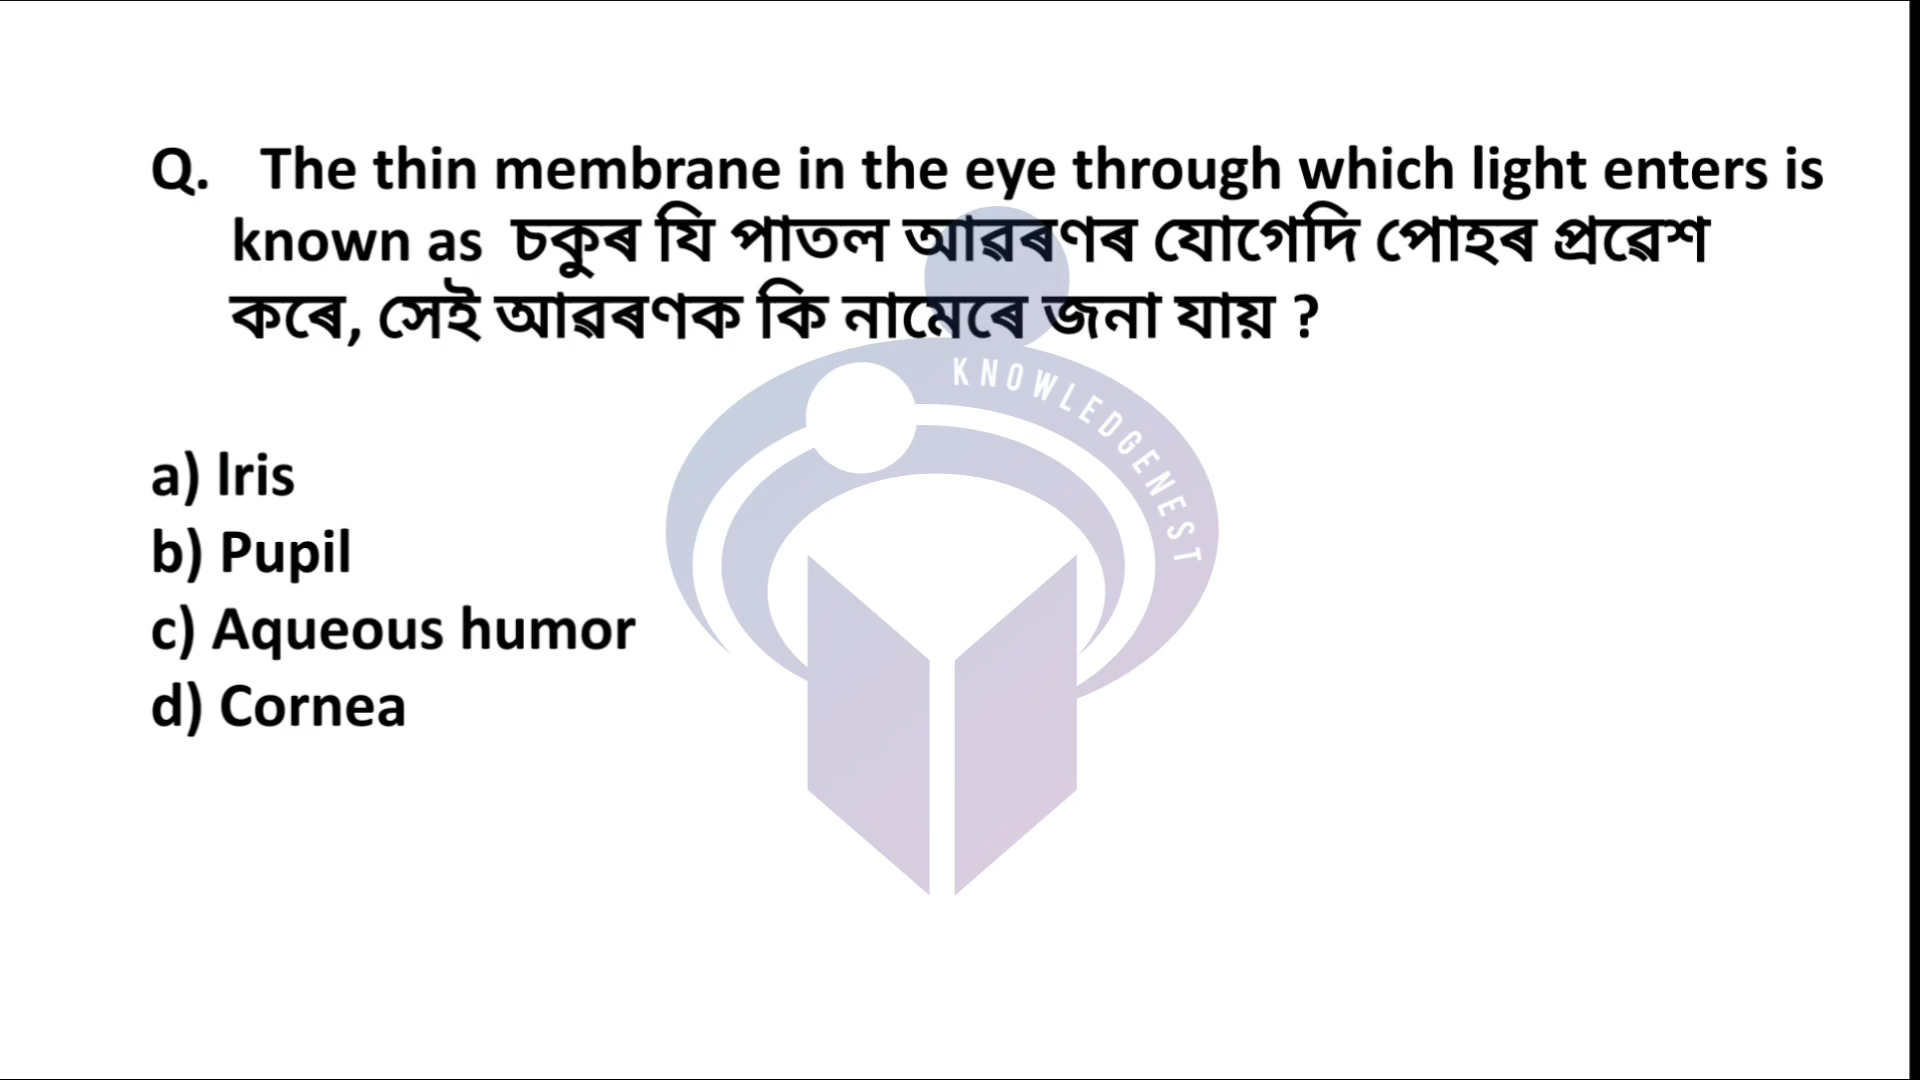 Q. The thin membrane in the eye through which light enters is
known as চকুৰ যি পাতল আৱৰণৰ যোগেদি পোহৰ প্ৰৱেশ
কৰে, সেই আৱৰণক কি নামেৰে জনা যায় ?
a) Iris
b) Pupil
c) Aqueous humor
d) Cornea
KNOWLEDGENEST